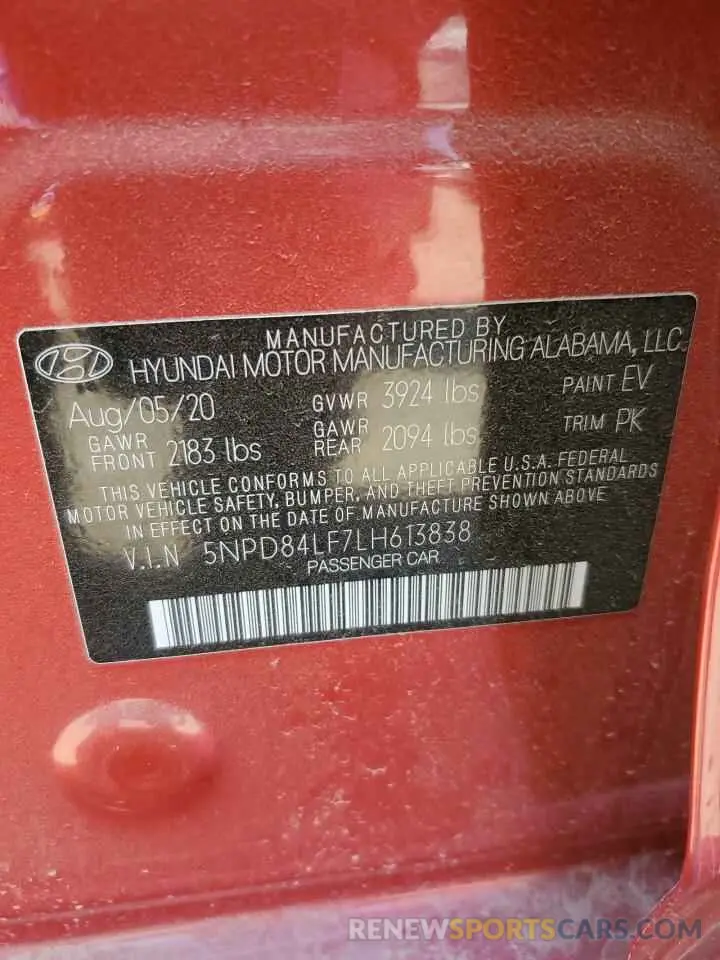 MANUFACTURED BY
HYUNDAI MOTOR MANUFACTURING ALABAMA, LLC.
Aug/05/20 GVWR 3924 lbs PAINT EV
GAWR FRONT 2183 lbs GAWR REAR 2094 lbs TRIM PK
THIS VEHICLE CONFORMS TO ALL APPLICABLE U.S.A. FEDERAL
MOTOR VEHICLE SAFETY, BUMPER, AND THEFT PREVENTION STANDARDS
IN EFFECT ON THE DATE OF MANUFACTURE SHOWN ABOVE
V.I.N 5NPD84LF7LH613838
PASSENGER CAR
RENEWSPORTSCARS.COM